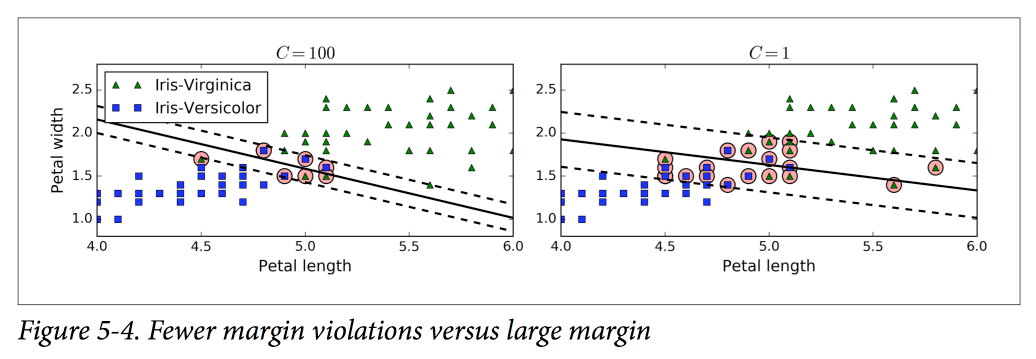 C = 100
Iris-Virginica
Iris-Versicolor
Petal width
2.5
2.0
1.5
1.0
4.0 4.5 5.0 5.5 6.0
Petal length
C = 1
2.5
2.0
1.5
1.0
4.0 4.5 5.0 5.5 6.0
Petal length
Figure 5-4. Fewer margin violations versus large margin